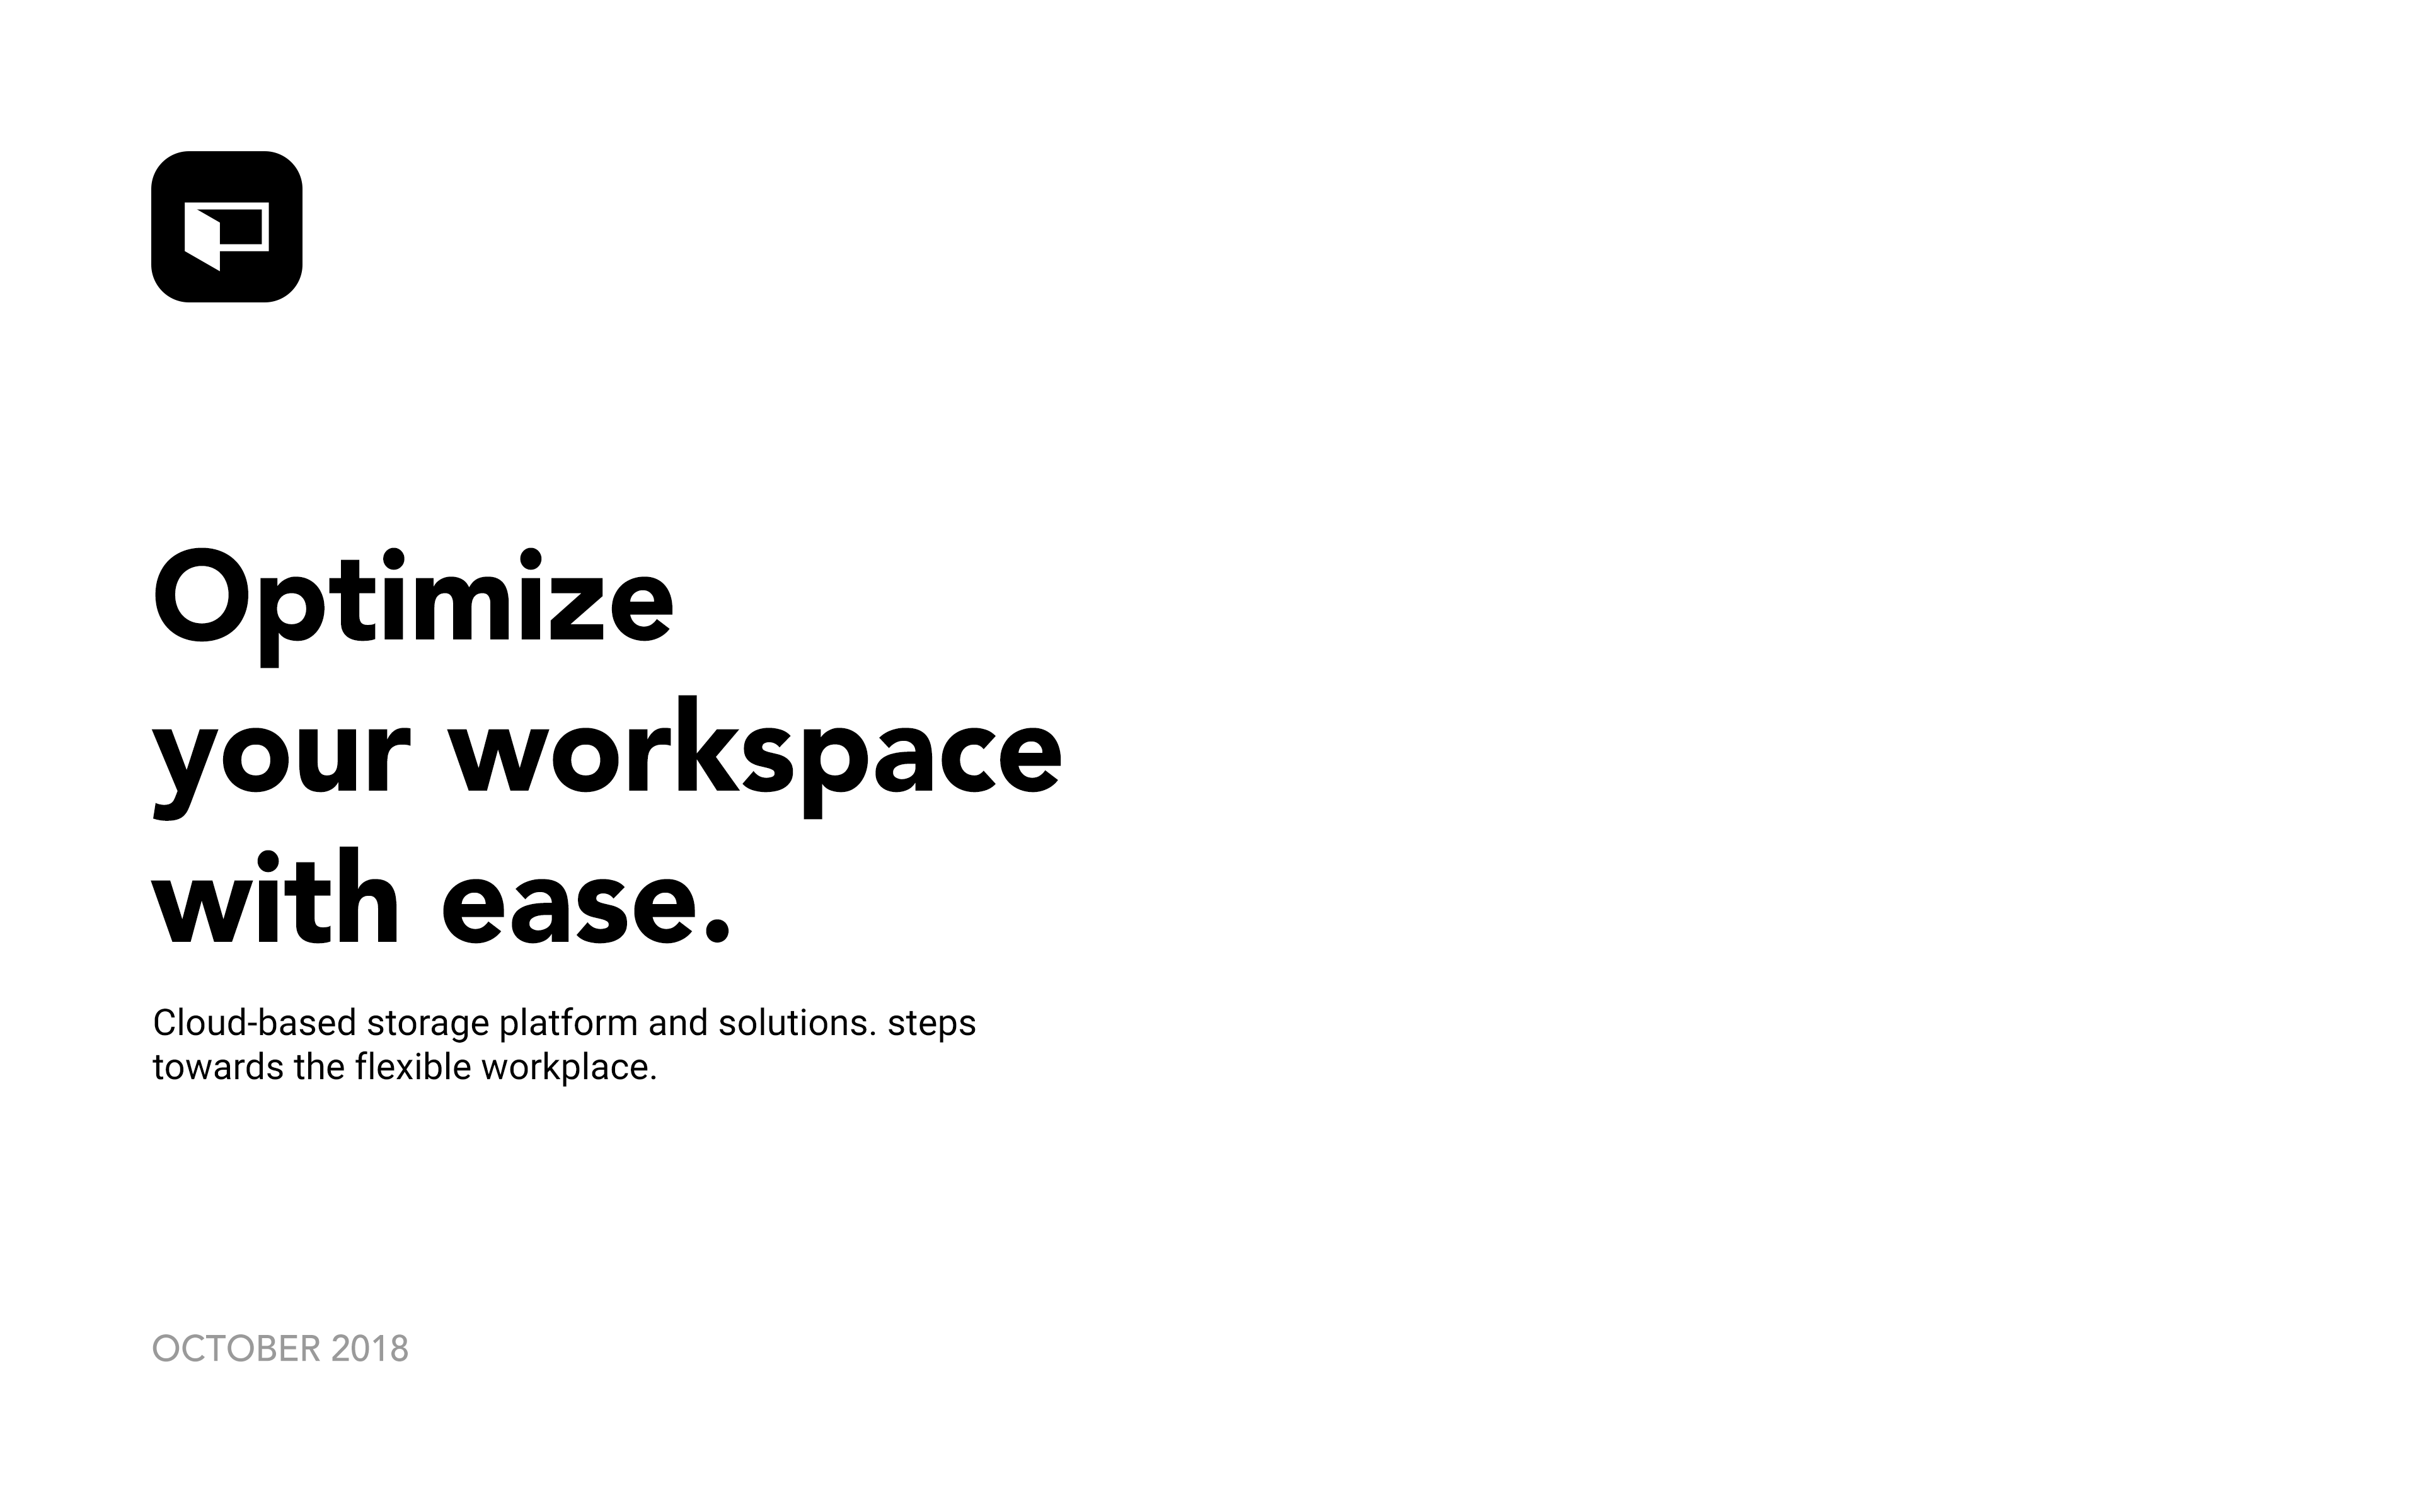 Optimize
your workspace
with ease.
Cloud-based storage platform and solutions. steps
towards the flexible workplace.
OCTOBER 2018